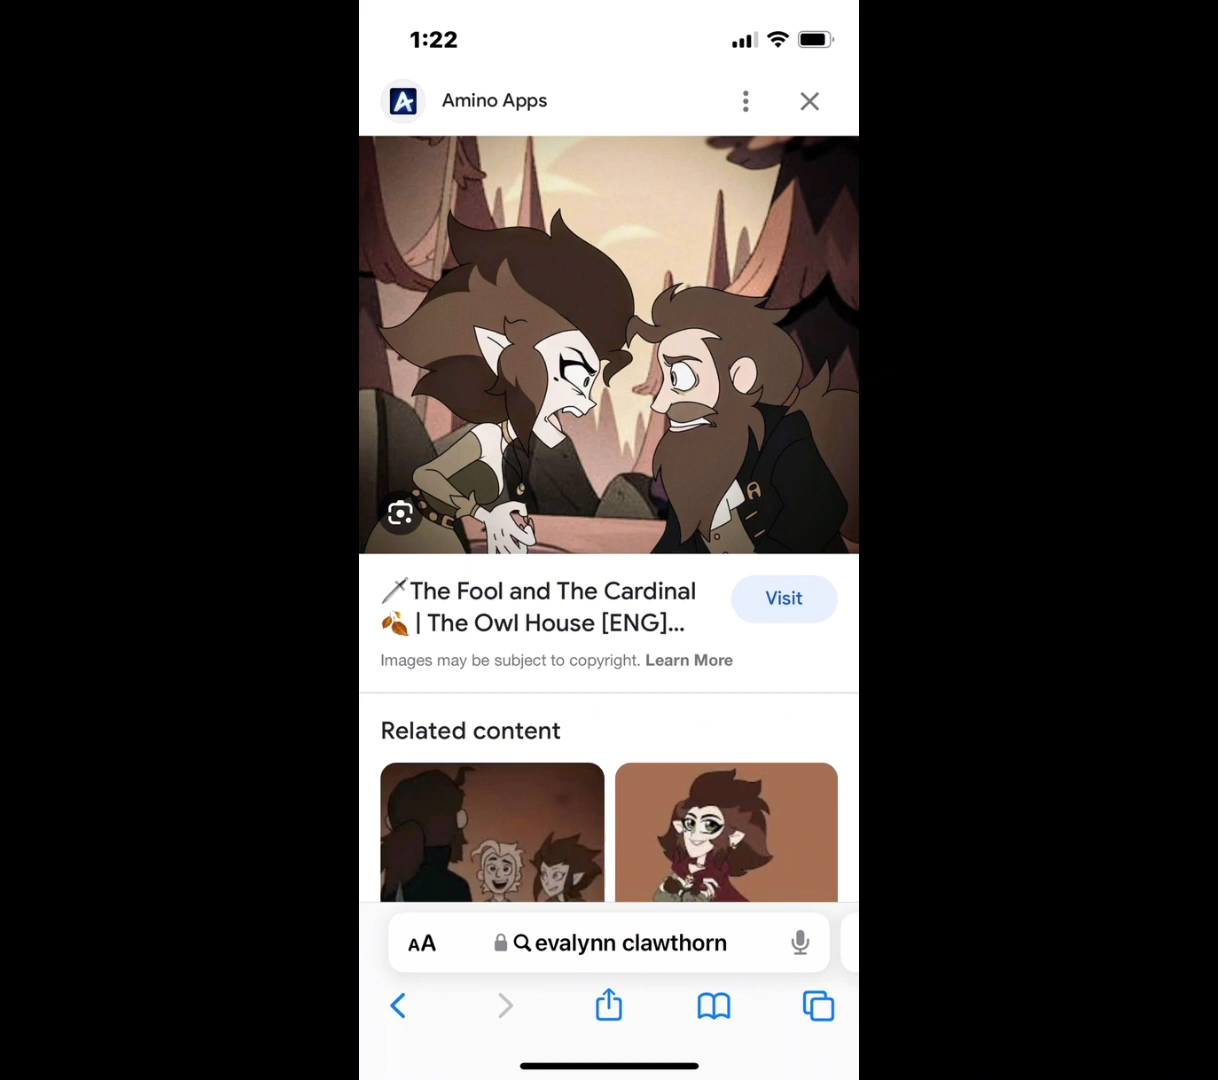 1:22
Amino Apps
🗡️The Fool and The Cardinal
🍂 | The Owl House [ENG]...
Visit
Images may be subject to copyright. Learn More
Related content
AA
evalynn clawthorn